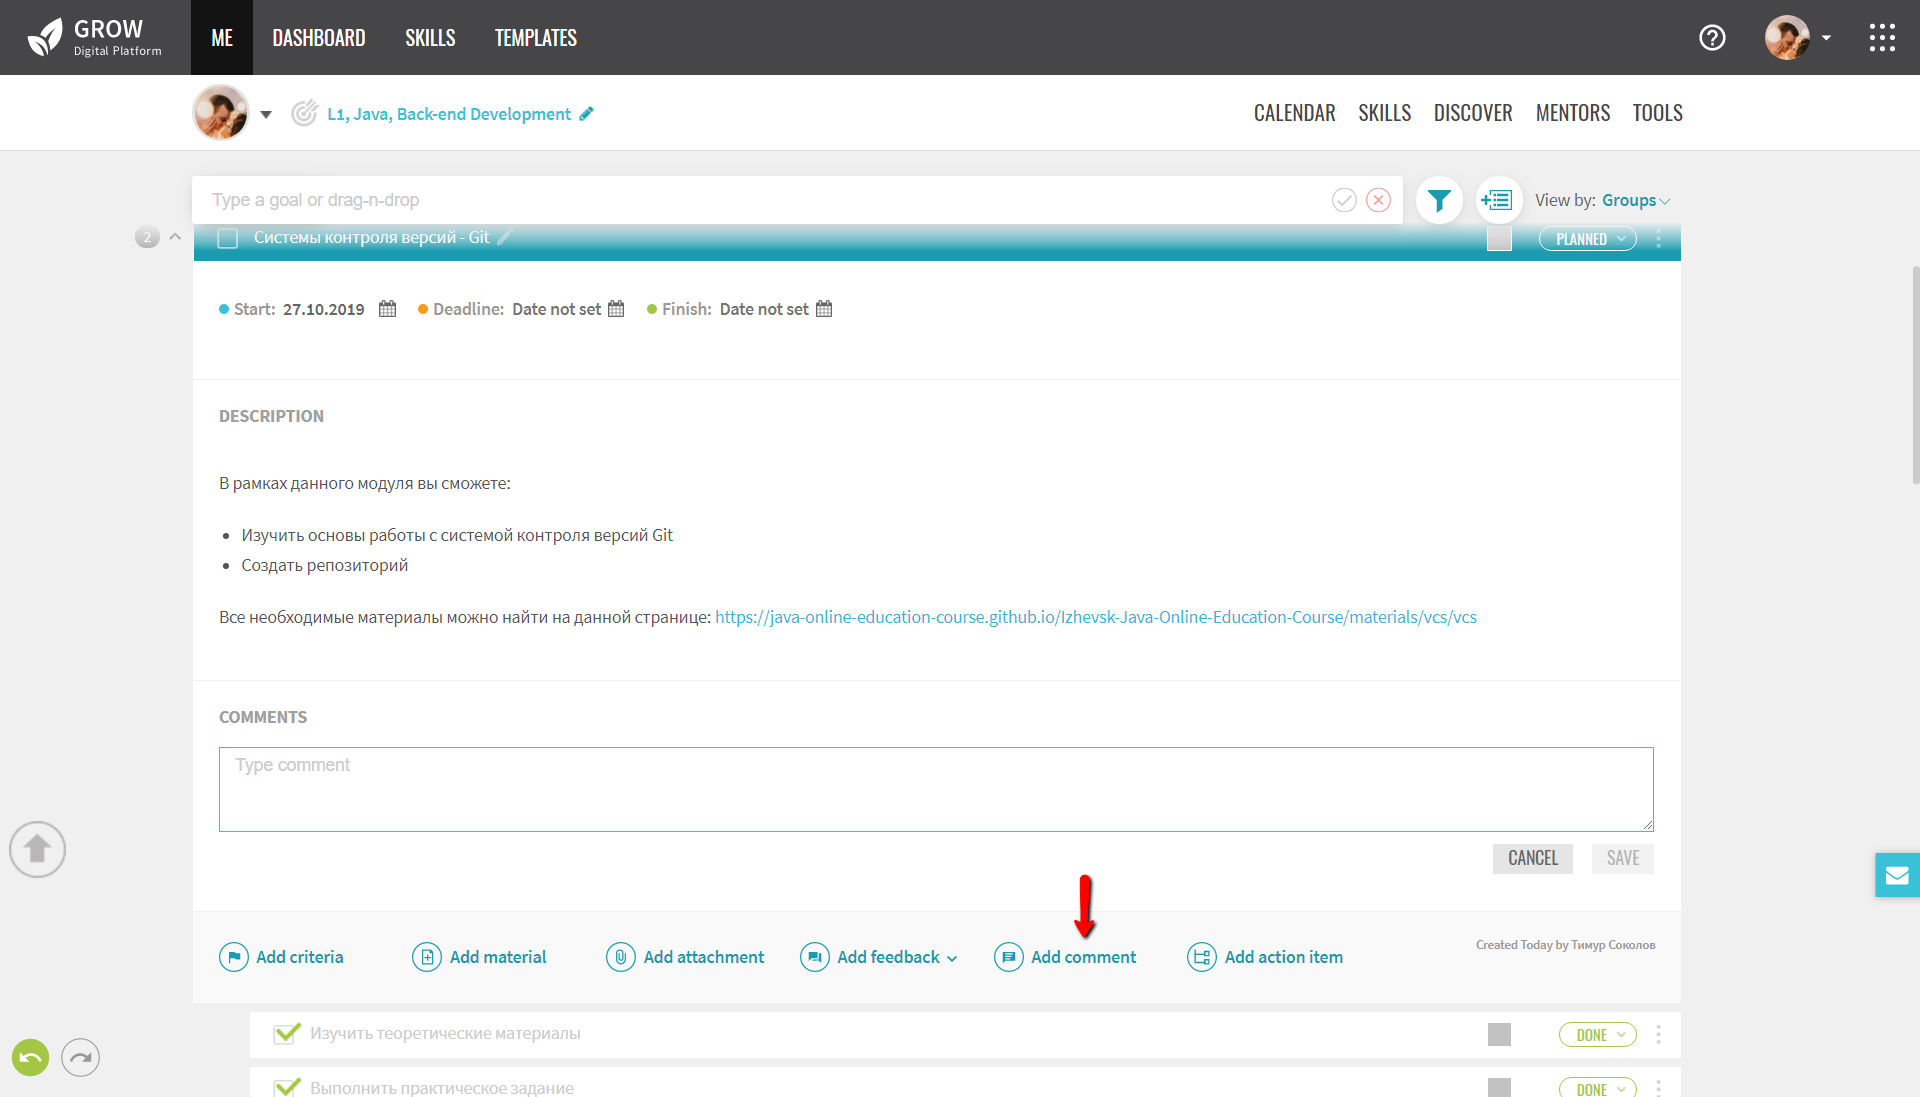 GROW
Digital Platform
ME DASHBOARD SKILLS TEMPLATES
L1, Java, Back-end Development
CALENDAR SKILLS DISCOVER MENTORS TOOLS
Type a goal or drag-n-drop
View by: Groups
2
Системы контроля версий - Git
PLANNED
Start: 27.10.2019 Deadline: Date not set Finish: Date not set
DESCRIPTION
В рамках данного модуля вы сможете:
Изучить основы работы с системой контроля версий Git
Создать репозиторий
Все необходимые материалы можно найти на данной странице: https://java-online-education-course.github.io/Izhevsk-Java-Online-Education-Course/materials/vcs/vcs
COMMENTS
Type comment
CANCEL SAVE
Add criteria Add material Add attachment Add feedback Add comment Add action item
Created Today by Тимур Соколов
Изучить теоретические материалы
DONE
Выполнить практическое задание
DONE